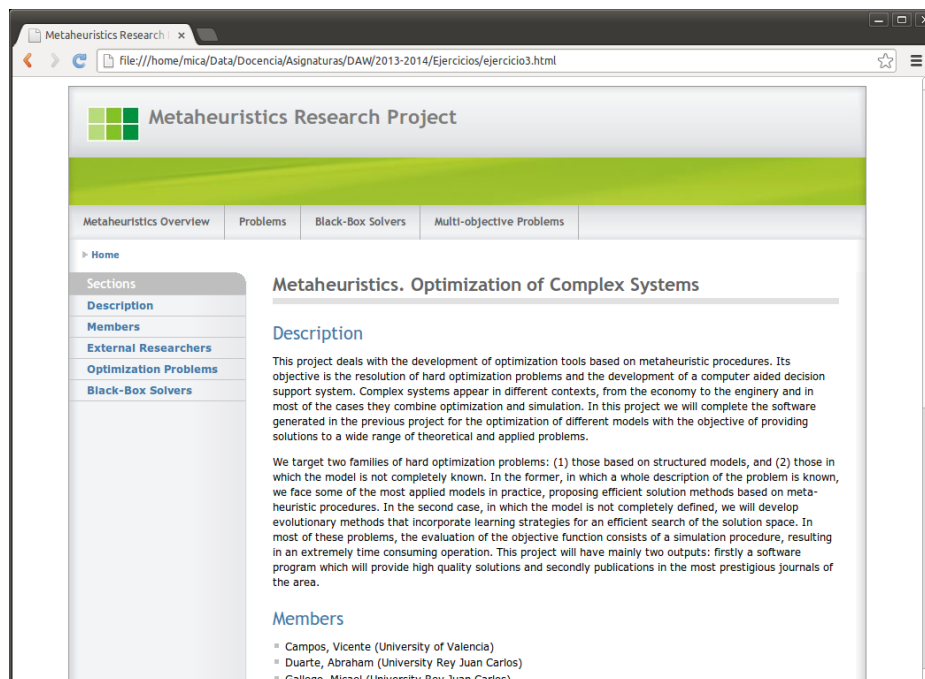 Metaheuristics Research
file:///home/mica/Data/Docencia/Asignaturas/DAW/2013-2014/Ejercicios/ejercicio3.html
Metaheuristics Research Project
Metaheuristics Overview Problems Black-Box Solvers Multi-objective Problems
Home
Sections
Description
Members
External Researchers
Optimization Problems
Black-Box Solvers
Metaheuristics. Optimization of Complex Systems
Description
This project deals with the development of optimization tools based on metaheuristic procedures. Its
objective is the resolution of hard optimization problems and the development of a computer aided decision
support system. Complex systems appear in different contexts, from the economy to the enginery and in
most of the cases they combine optimization and simulation. In this project we will complete the software
generated in the previous project for the optimization of different models with the objective of providing
solutions to a wide range of theoretical and applied problems.
We target two families of hard optimization problems: (1) those based on structured models, and (2) those in
which the model is not completely known. In the former, in which a whole description of the problem is known,
we face some of the most applied models in practice, proposing efficient solution methods based on meta-
heuristic procedures. In the second case, in which the model is not completely defined, we will develop
evolutionary methods that incorporate learning strategies for an efficient search of the solution space. In
most of these problems, the evaluation of the objective function consists of a simulation procedure, resulting
in an extremely time consuming operation. This project will have mainly two outputs: firstly a software
program which will provide high quality solutions and secondly publications in the most prestigious journals of
the area.
Members
Campos, Vicente (University of Valencia)
Duarte, Abraham (University Rey Juan Carlos)
Gallego, Micael (University Rey Juan Carlos)